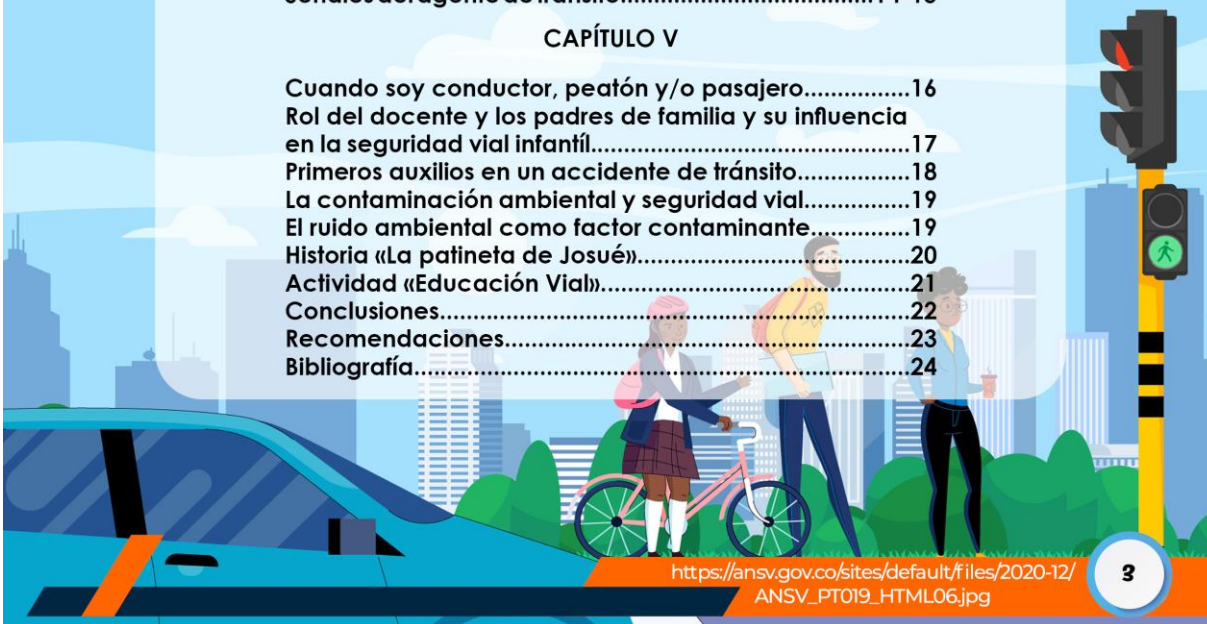 CAPÍTULO V
Cuando soy conductor, peatón y/o pasajero................16
Rol del docente y los padres de familia y su influencia
en la seguridad vial infantíl.................................................17
Primeros auxilios en un accidente de tránsito.................18
La contaminación ambiental y seguridad vial................19
El ruido ambiental como factor contaminante...............19
Historia «La patineta de Josué».........................................20
Actividad «Educación Vial»...............................................21
Conclusiones........................................................................22
Recomendaciones...............................................................23
Bibliografía............................................................................24
https://ansv.gov.co/sites/default/files/2020-12/
ANSV_PT019_HTML06.jpg
3